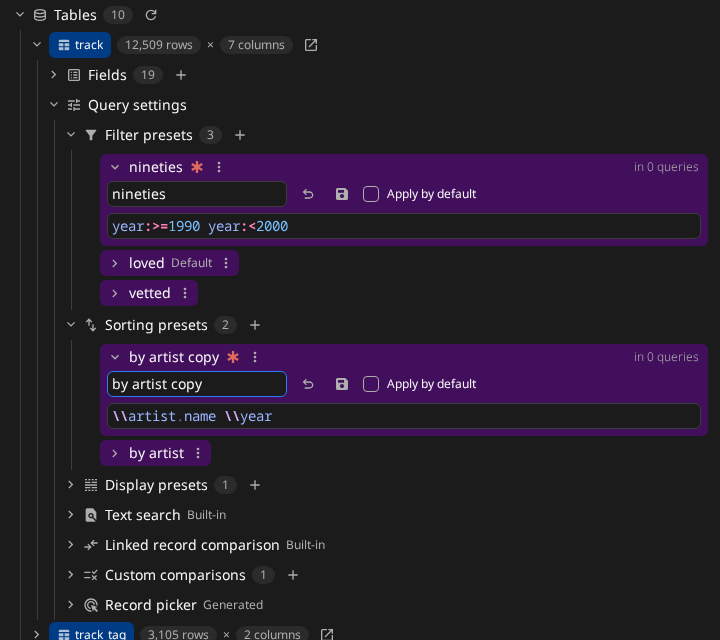 Tables 10
track 12,509 rows × 7 columns
Fields 19 +
Query settings
Filter presets 3 +
nineties * in 0 queries
nineties Apply by default
year:>=1990 year:<2000
loved Default
vetted
Sorting presets 2 +
by artist copy * in 0 queries
by artist copy Apply by default
\\artist.name \\year
by artist
Display presets 1 +
Text search Built-in
Linked record comparison Built-in
Custom comparisons 1 +
Record picker Generated
track tag 3,105 rows × 2 columns